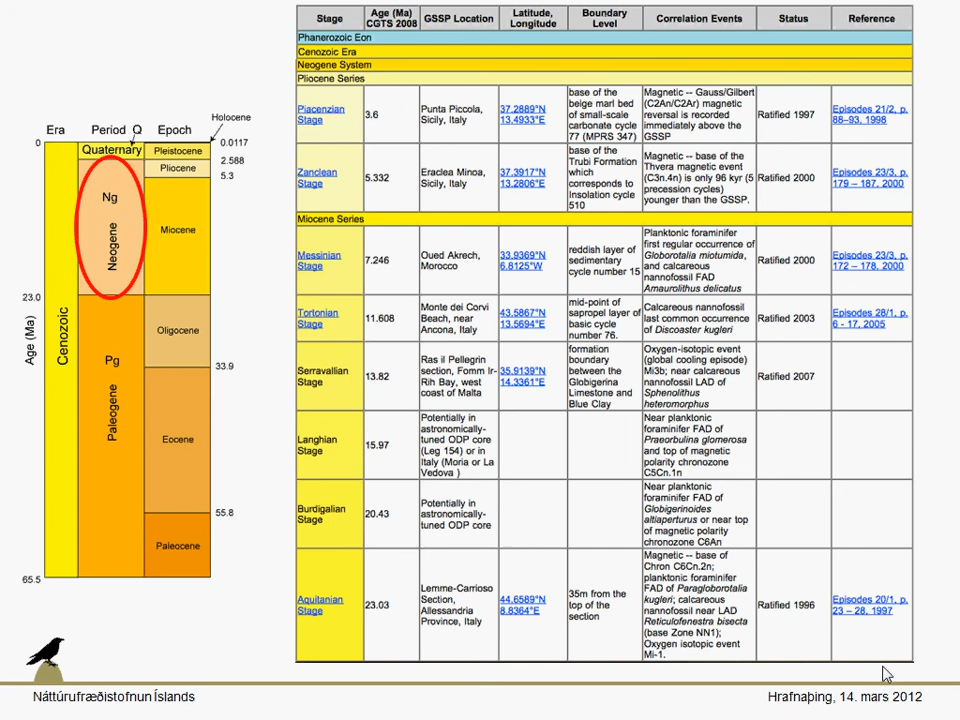 Era Period Q Epoch
Holocene
0
Quaternary
Pleistocene
0.0117
2.588
Pliocene
5.3
Ng
Neogene
Miocene
23.0
Age (Ma)
Cenozoic
Oligocene
33.9
Pg
Paleogene
Eocene
55.8
Paleocene
65.5
Stage
Age (Ma)
CGTS 2008
GSSP Location
Latitude,
Longitude
Boundary
Level
Correlation Events
Status
Reference
Phanerozoic Eon
Cenozoic Era
Neogene System
Pliocene Series
Piacenzian
Stage
3.6
Punta Piccola,
Sicily, Italy
37.2889°N
13.4933°E
base of the
beige marl bed
of small-scale
carbonate cycle
77 (MPRS 347)
Magnetic -- Gauss/Gilbert
(C2An/C2Ar) magnetic
reversal is recorded
immediately above the
GSSP
Ratified 1997
Episodes 21/2, p.
88–93, 1998
Zanclean
Stage
5.332
Eraclea Minoa,
Sicily, Italy
37.3917°N
13.2806°E
base of the
Trubi Formation
which
corresponds to
Insolation cycle
510
Magnetic -- base of the
Thvera magnetic event
(C3n.4n) is only 96 kyr (5
precession cycles)
younger than the GSSP.
Ratified 2000
Episodes 23/3, p.
179 – 187, 2000
Miocene Series
Messinian
Stage
7.246
Oued Akrech,
Morocco
33.9369°N
6.8125°W
reddish layer of
sedimentary
cycle number 15
Planktonic foraminifer
first regular occurrence of
Globorotalia miotumida,
and calcareous
nannofossil FAD
Amaurolithus delicatus
Ratified 2000
Episodes 23/3, p.
172 – 178, 2000
Tortonian
Stage
11.608
Monte dei Corvi
Beach, near
Ancona, Italy
43.5867°N
13.5694°E
mid-point of
sapropel layer of
basic cycle
number 76.
Calcareous nannofossil
last common occurrence
of Discoaster kugleri
Ratified 2003
Episodes 28/1, p.
6 - 17, 2005
Serravallian
Stage
13.82
Ras il Pellegrin
section, Fomm Ir-
Rih Bay, west
coast of Malta
35.9139°N
14.3361°E
formation
boundary
between the
Globigerina
Limestone and
Blue Clay
Oxygen-isotopic event
(global cooling episode)
Mi3b; near calcareous
nannofossil LAD of
Sphenolithus
heteromorphus
Ratified 2007
Langhian
Stage
15.97
Potentially in
astronomically-
tuned ODP core
(Leg 154) or in
Italy (Moria or La
Vedova )
Near planktonic
foraminifer FAD of
Praeorbulina glomerosa
and top of magnetic
polarity chronozone
C5Cn.1n
Burdigalian
Stage
20.43
Potentially in
astronomically-
tuned ODP core
Near planktonic
foraminifer FAD of
Globigerinoides
altiaperturus or near top
of magnetic polarity
chronozone C6An
Aquitanian
Stage
23.03
Lemme-Carrioso
Section,
Allessandria
Province, Italy
44.6589°N
8.8364°E
35m from the
top of the
section
Magnetic -- base of
Chron C6Cn.2n;
planktonic foraminifer
FAD of Paragloborotalia
kugleri; calcareous
nannofossil near LAD
Reticulofenestra bisecta
(base Zone NN1);
Oxygen isotopic event
Mi-1.
Ratified 1996
Episodes 20/1, p.
23 – 28, 1997
Náttúrufræðistofnun Íslands
Hrafnaþing, 14. mars 2012